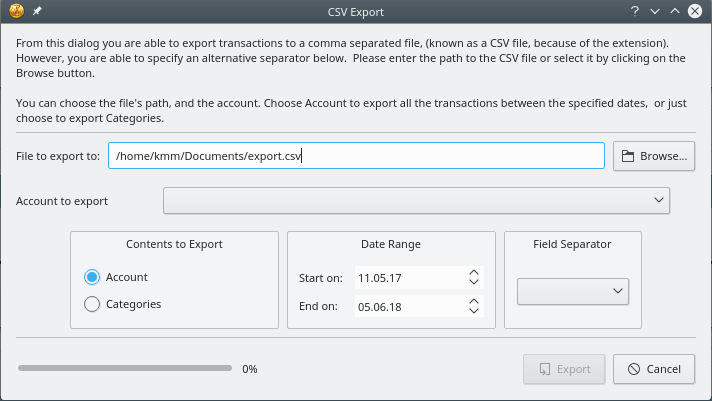 CSV Export
From this dialog you are able to export transactions to a comma separated file, (known as a CSV file, because of the extension).
However, you are able to specify an alternative separator below.  Please enter the path to the CSV file or select it by clicking on the
Browse button.
You can choose the file's path, and the account. Choose Account to export all the transactions between the specified dates,  or just
choose to export Categories.
File to export to: /home/kmm/Documents/export.csv Browse...
Account to export
Contents to Export Date Range Field Separator
Account Start on: 11.05.17
Categories End on: 05.06.18
0% Export Cancel